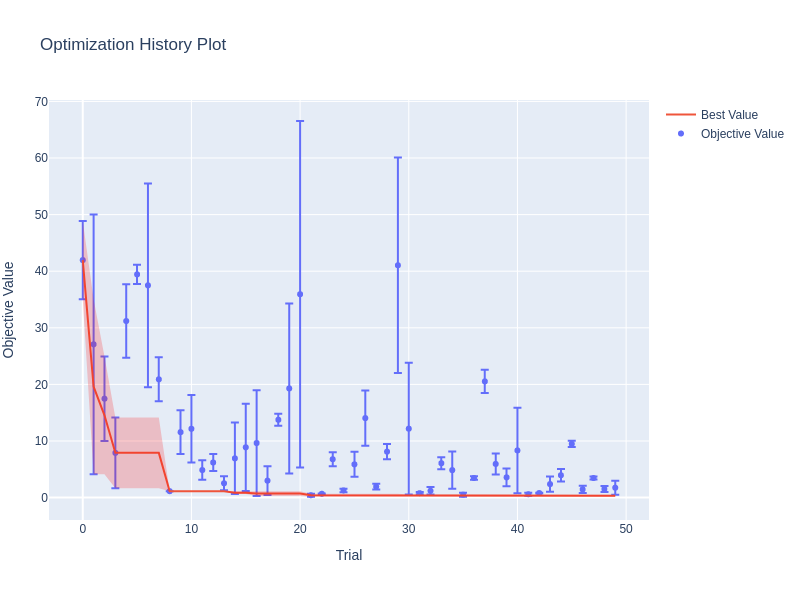 Optimization History Plot
Best Value
Objective Value
70
60
50
40
30
20
10
0
Objective Value
0 10 20 30 40 50
Trial